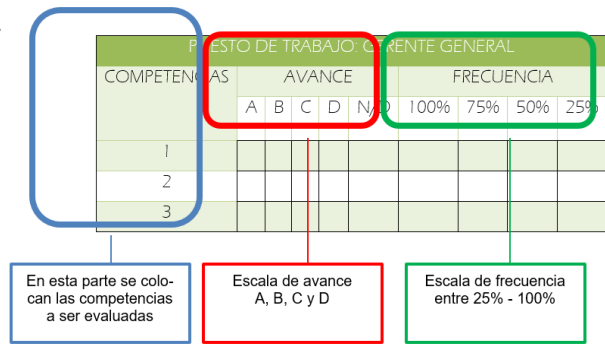 PUESTO DE TRABAJO: GERENTE GENERAL
COMPETENCIAS AVANCE FRECUENCIA
A B C D N/O 100% 75% 50% 25%
1
2
3
En esta parte se colo-
can las competencias
a ser evaluadas
Escala de avance
A, B, C y D
Escala de frecuencia
entre 25% - 100%